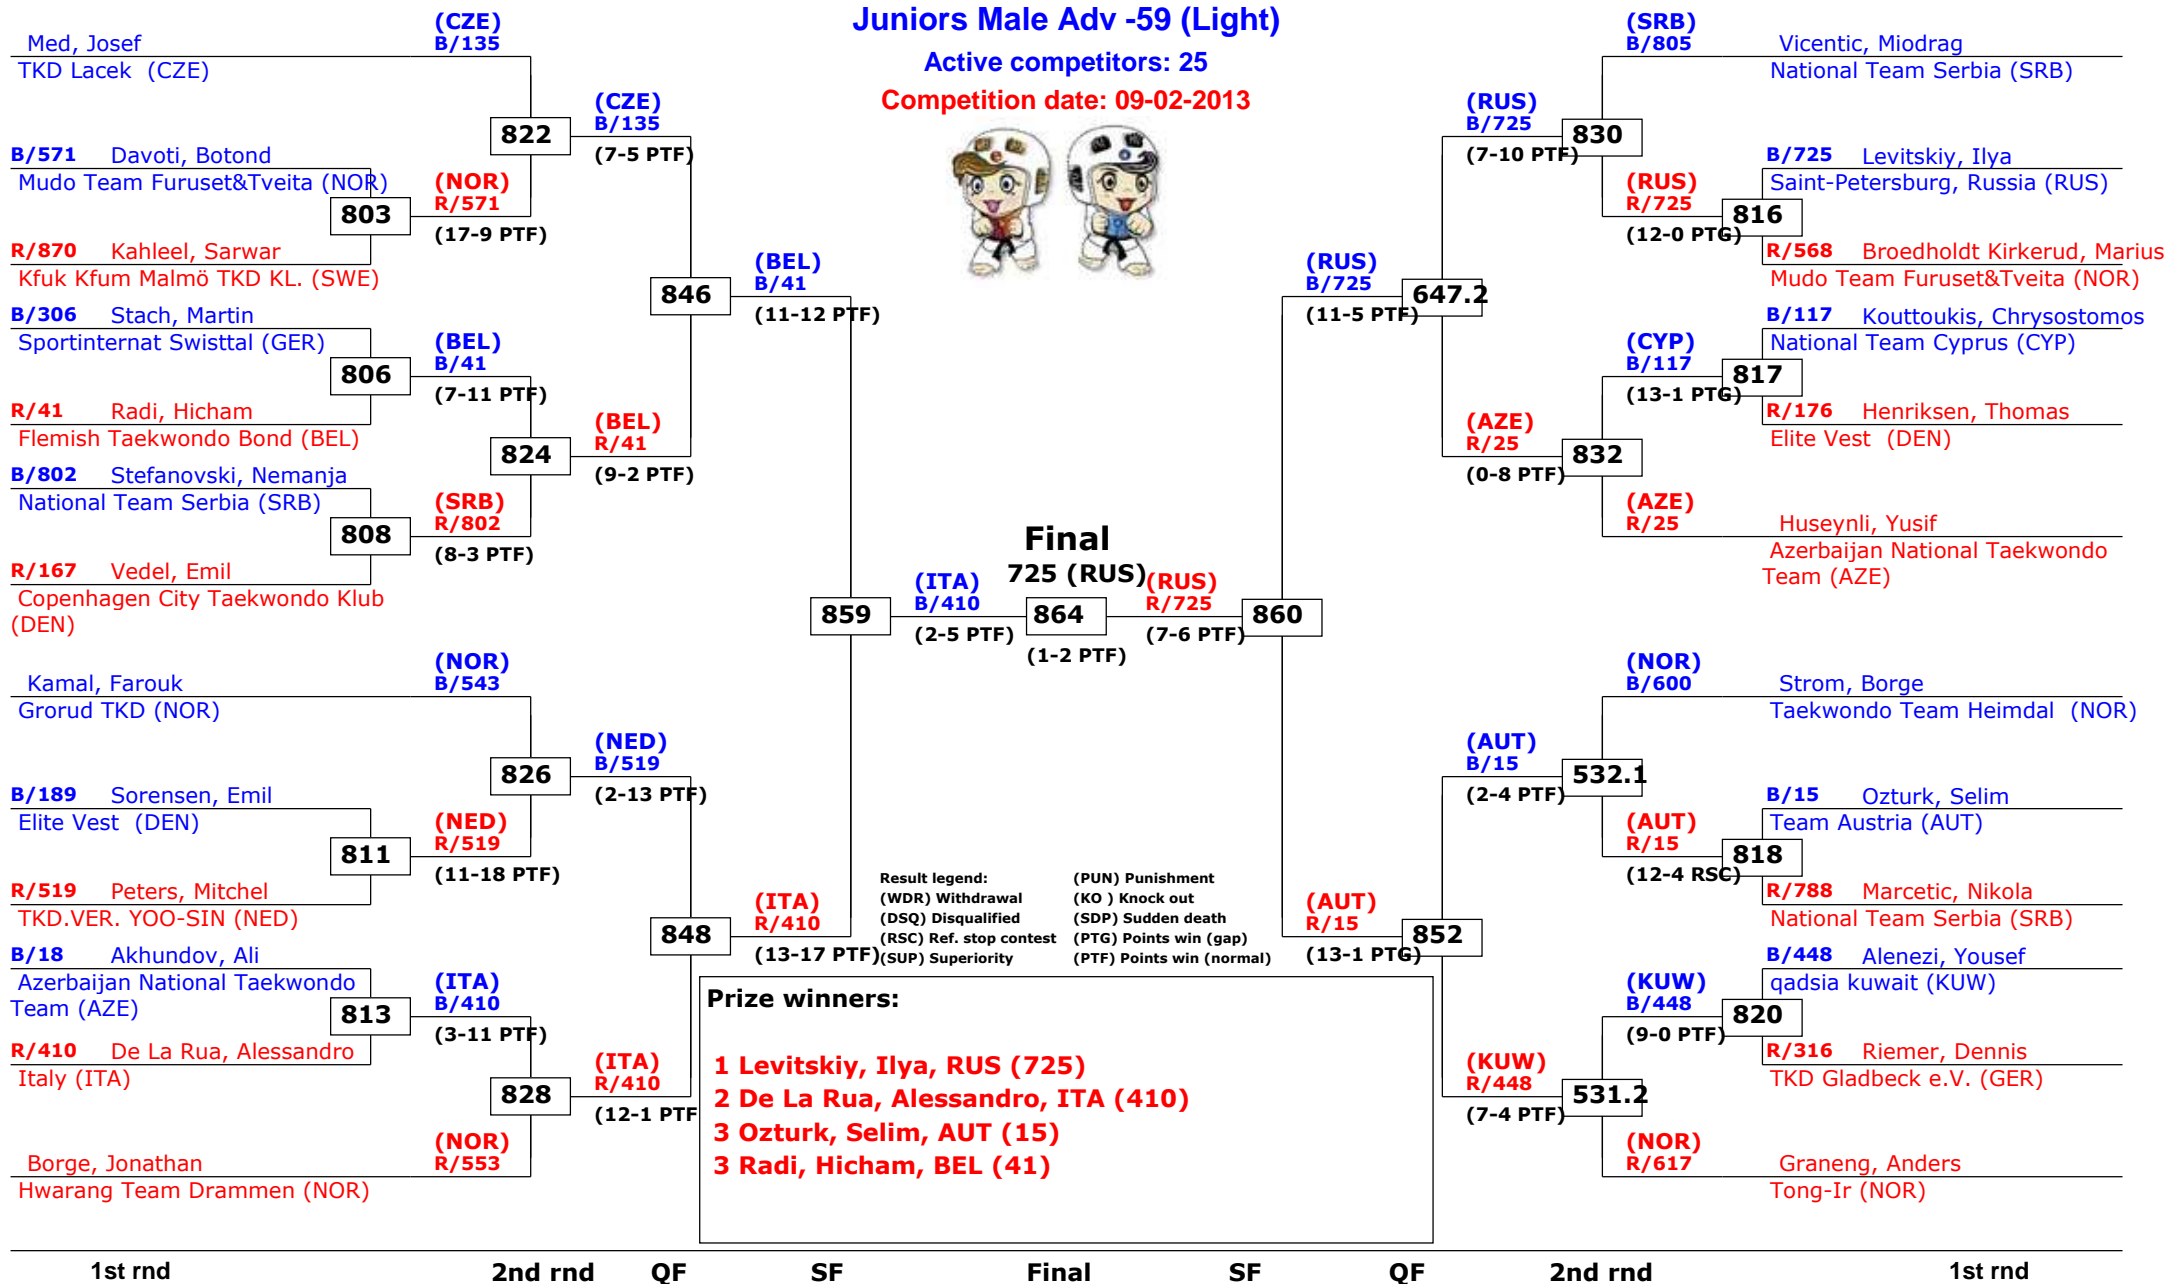 Juniors Male Adv -59 (Light)
Active competitors: 25
Competition date: 09-02-2013
Med, Josef
TKD Lacek (CZE)
B/571 Davoti, Botond
Mudo Team Furuset&Tveita (NOR)
803
R/870 Kahleel, Sarwar
Kfuk Kfum Malmö TKD KL. (SWE)
B/306 Stach, Martin
Sportinternat Swisttal (GER)
806
R/41 Radi, Hicham
Flemish Taekwondo Bond (BEL)
B/802 Stefanovski, Nemanja
National Team Serbia (SRB)
808
R/167 Vedel, Emil
Copenhagen City Taekwondo Klub
(DEN)
Kamal, Farouk
Grorud TKD (NOR)
B/189 Sorensen, Emil
Elite Vest (DEN)
811
R/519 Peters, Mitchel
TKD.VER. YOO-SIN (NED)
B/18 Akhundov, Ali
Azerbaijan National Taekwondo
Team (AZE)
813
R/410 De La Rua, Alessandro
Italy (ITA)
Borge, Jonathan
Hwarang Team Drammen (NOR)
(CZE)
B/135
822
(NOR)
R/571
(17-9 PTF)
(BEL)
B/41
(7-11 PTF)
824
(SRB)
R/802
(8-3 PTF)
(NOR)
B/543
826
(NED)
R/519
(11-18 PTF)
(ITA)
B/410
(3-11 PTF)
828
(NOR)
R/553
(CZE)
B/135
(7-5 PTF)
846
(BEL)
R/41
(9-2 PTF)
(NED)
B/519
(2-13 PTF)
848
(ITA)
R/410
(12-1 PTF
(BEL)
B/41
(11-12 PTF)
859
(ITA)
R/410
(13-17 PTF)
(ITA)
B/410
(2-5 PTF)
Final
725 (RUS)
864
(1-2 PTF)
(RUS)
R/725
(7-6 PTF)
860
(RUS)
B/725
(11-5 PTF)
647.2
(AUT)
R/15
(13-1 PTG)
852
(RUS)
B/725
(7-10 PTF)
830
(AZE)
R/25
(0-8 PTF)
832
(AUT)
B/15
(2-4 PTF)
532.1
(KUW)
R/448
(7-4 PTF)
531.2
(SRB)
B/805
(RUS)
R/725
(12-0 PTG)
816
(CYP)
B/117
(13-1 PTG)
817
(AZE)
R/25
(NOR)
B/600
(AUT)
R/15
(12-4 RSC)
818
(KUW)
B/448
(9-0 PTF)
820
(NOR)
R/617
Vicentic, Miodrag
National Team Serbia (SRB)
B/725 Levitskiy, Ilya
Saint-Petersburg, Russia (RUS)
R/568 Broedholdt Kirkerud, Marius
Mudo Team Furuset&Tveita (NOR)
B/117 Kouttoukis, Chrysostomos
National Team Cyprus (CYP)
R/176 Henriksen, Thomas
Elite Vest (DEN)
Huseynli, Yusif
Azerbaijan National Taekwondo
Team (AZE)
Strom, Borge
Taekwondo Team Heimdal (NOR)
B/15 Ozturk, Selim
Team Austria (AUT)
R/788 Marcetic, Nikola
National Team Serbia (SRB)
B/448 Alenezi, Yousef
qadsia kuwait (KUW)
R/316 Riemer, Dennis
TKD Gladbeck e.V. (GER)
Graneng, Anders
Tong-Ir (NOR)
Result legend:
(WDR) Withdrawal
(DSQ) Disqualified
(RSC) Ref. stop contest
(SUP) Superiority
(PUN) Punishment
(KO ) Knock out
(SDP) Sudden death
(PTG) Points win (gap)
(PTF) Points win (normal)
Prize winners:
1 Levitskiy, Ilya, RUS (725)
2 De La Rua, Alessandro, ITA (410)
3 Ozturk, Selim, AUT (15)
3 Radi, Hicham, BEL (41)
1st rnd 2nd rnd QF SF Final SF QF 2nd rnd 1st rnd